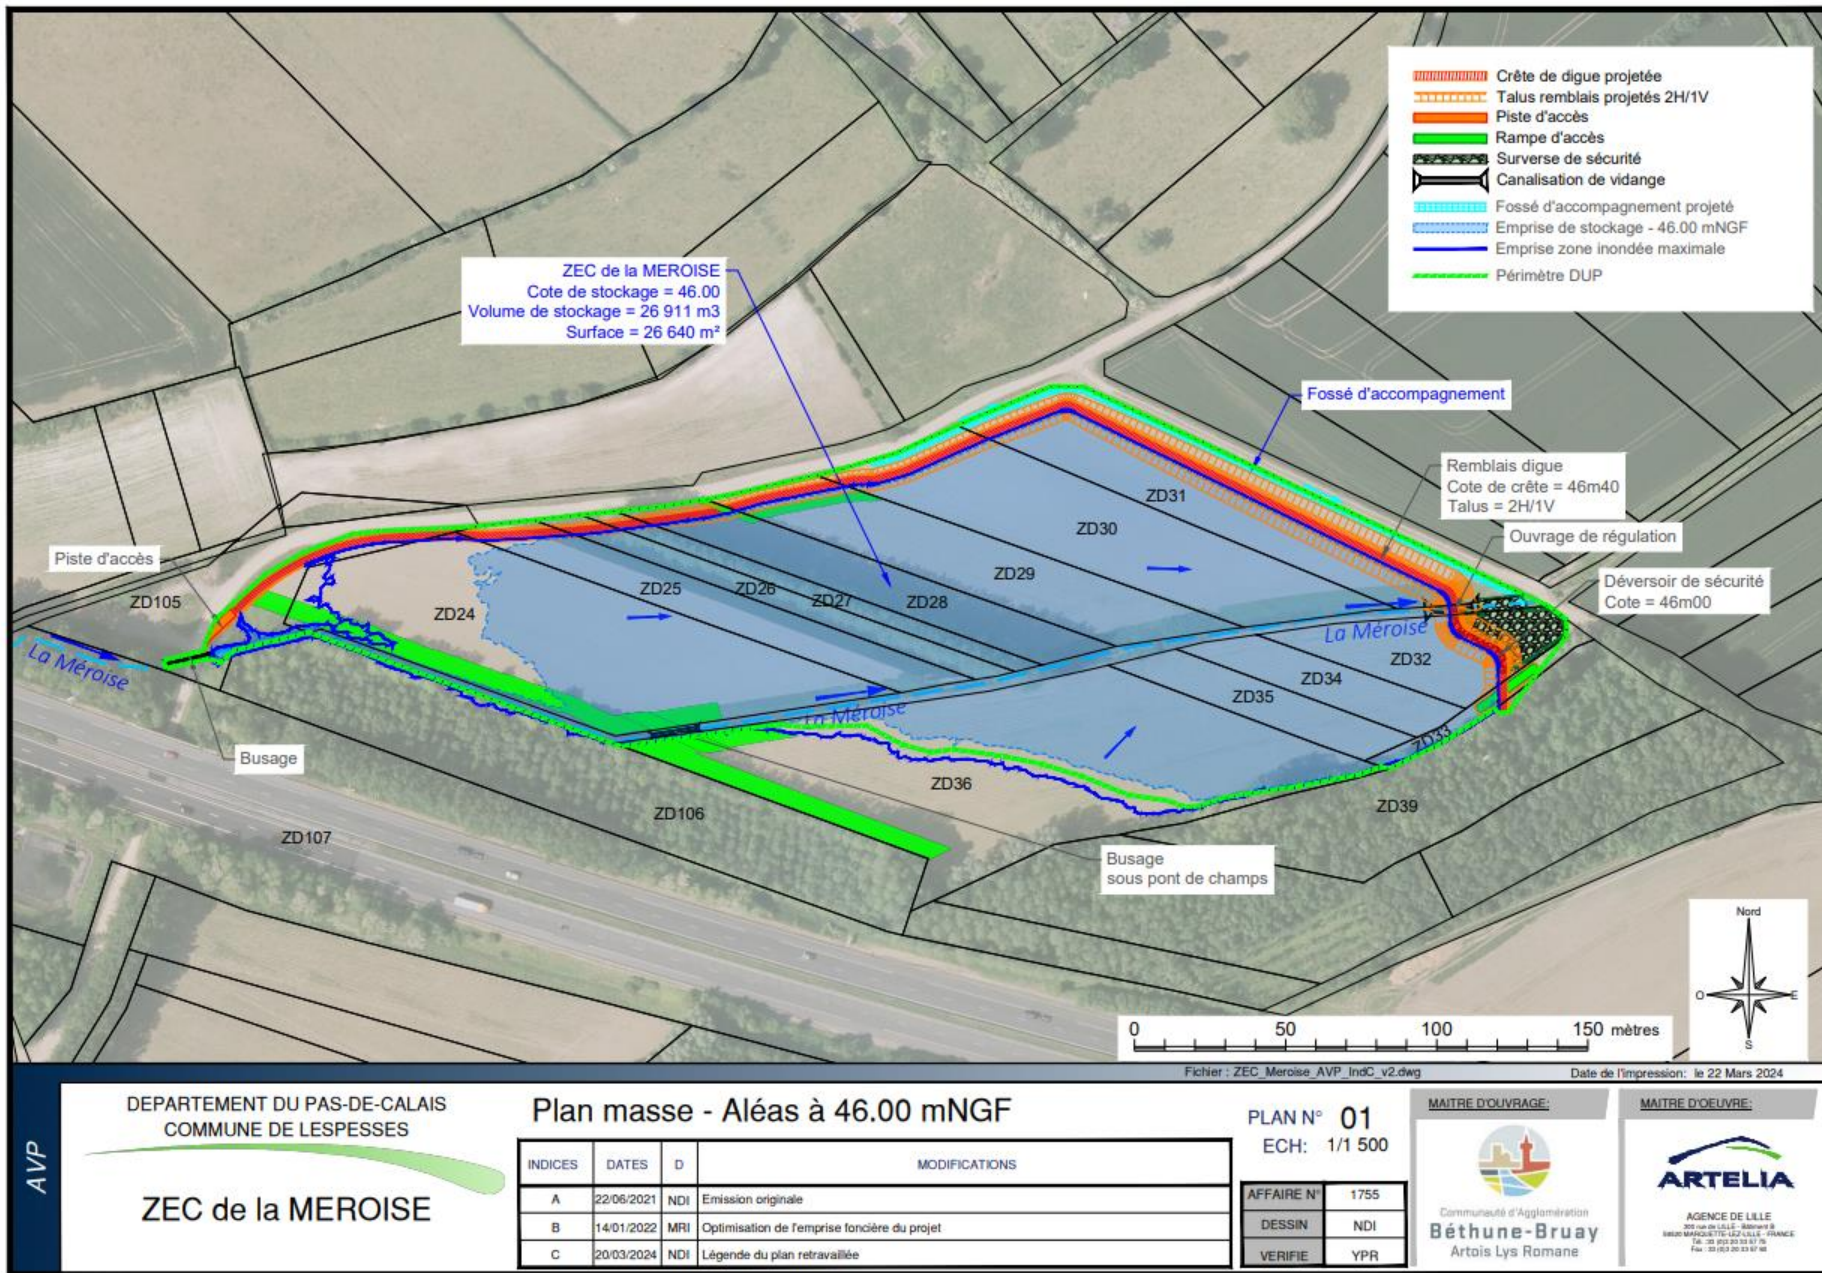 Crête de digue projetée
Talus remblais projetés 2H/1V
Piste d'accès
Rampe d'accès
Surverse de sécurité
Canalisation de vidange
Fossé d'accompagnement projeté
Emprise de stockage - 46.00 mNGF
Emprise zone inondée maximale
Périmètre DUP
ZEC de la MEROISE
Cote de stockage = 46.00
Volume de stockage = 26 911 m3
Surface = 26 640 m²
Fossé d'accompagnement
Remblais digue
Cote de crête = 46m40
Talus = 2H/1V
Ouvrage de régulation
Déversoir de sécurité
Cote = 46m00
Piste d'accès
ZD105
ZD24
ZD25
ZD26
ZD27
ZD28
ZD29
ZD30
ZD31
La Méroise
La Méroise
La Méroise
ZD32
ZD34
ZD35
ZD33
ZD36
ZD39
Busage
ZD106
ZD107
Busage
sous pont de champs
Nord
O
E
S
0 50 100 150 mètres
Fichier : ZEC_Meroise_AVP_IndC_v2.dwg
Date de l'impression: le 22 Mars 2024
AVP
DEPARTEMENT DU PAS-DE-CALAIS
COMMUNE DE LESPESSES
ZEC de la MEROISE
Plan masse - Aléas à 46.00 mNGF
INDICES DATES D MODIFICATIONS
A 22/06/2021 NDI Emission originale
B 14/01/2022 MRI Optimisation de l'emprise foncière du projet
C 20/03/2024 NDI Légende du plan retravaillée
PLAN N° 01
ECH: 1/1 500
AFFAIRE N° 1755
DESSIN NDI
VERIFIE YPR
MAITRE D'OUVRAGE:
Communauté d'Agglomération
Béthune-Bruay
Artois Lys Romane
MAITRE D'OEUVRE:
ARTELIA
AGENCE DE LILLE